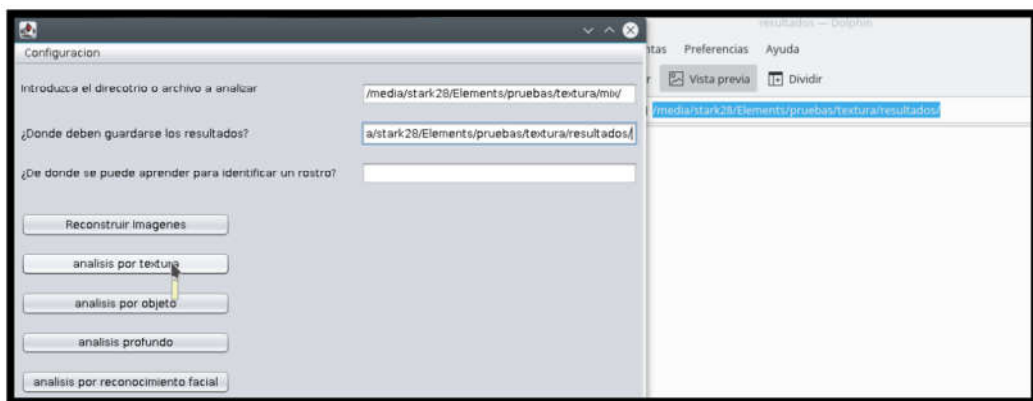 resultados — Dolphin
Configuracion
ntas Preferencias Ayuda
r Vista previa Dividir
Introduzca el direcotrio o archivo a analizar
/media/stark28/Elements/pruebas/textura/mix/
/media/stark28/Elements/pruebas/textura/resultados/
¿Donde deben guardarse los resultados?
a/stark28/Elements/pruebas/textura/resultados/
¿De donde se puede aprender para identificar un rostro?
Reconstruir Imagenes
analisis por textura
analisis por objeto
analisis profundo
analisis por reconocimiento facial